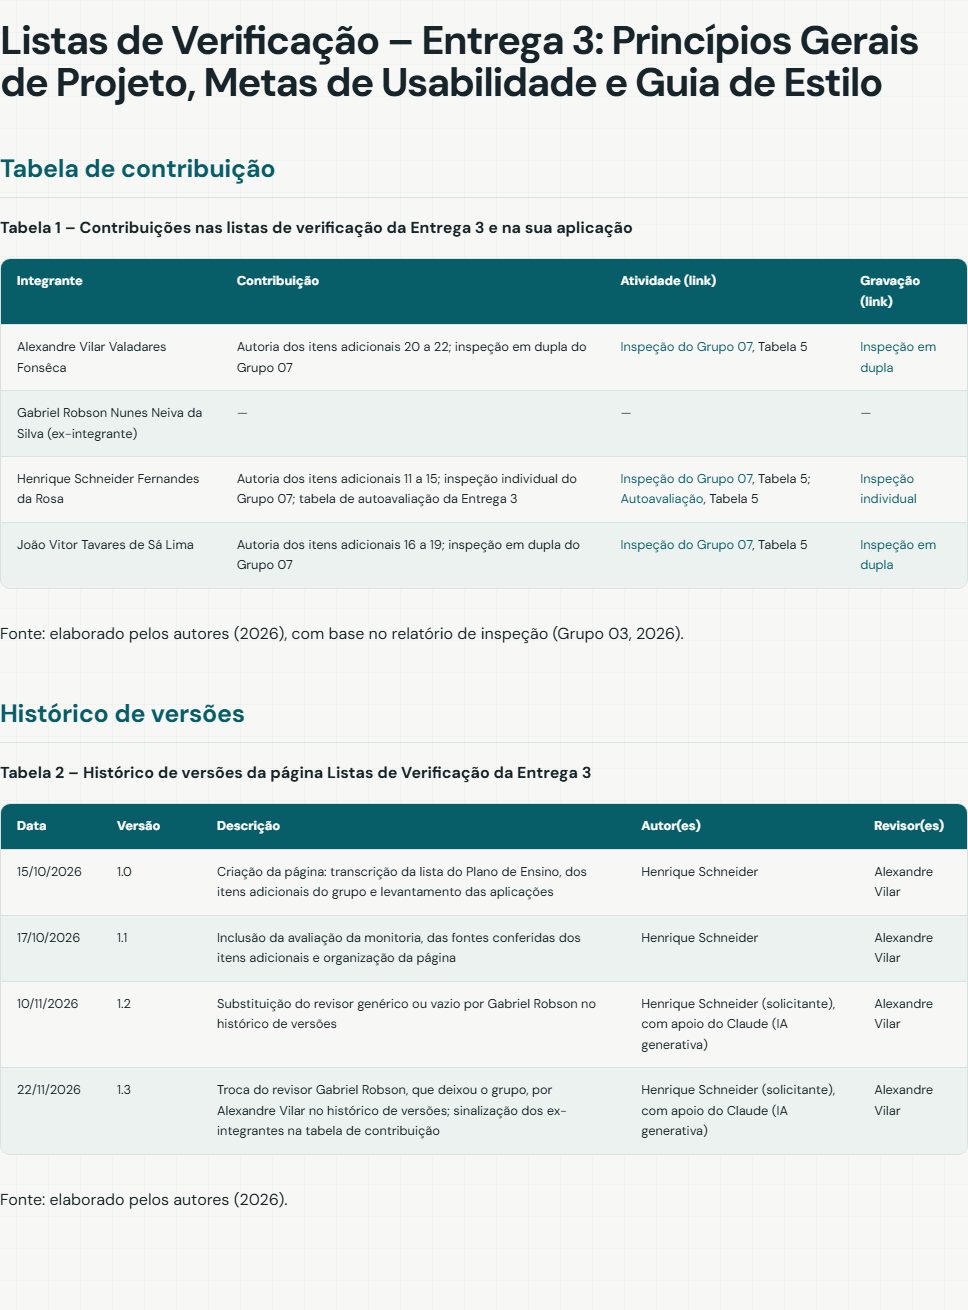 Listas de Verificação – Entrega 3: Princípios Gerais
de Projeto, Metas de Usabilidade e Guia de Estilo
Tabela de contribuição
Tabela 1 – Contribuições nas listas de verificação da Entrega 3 e na sua aplicação
Integrante Contribuição Atividade (link) Gravação
(link)
Alexandre Vilar Valadares Autoria dos itens adicionais 20 a 22; inspeção em dupla do Inspeção do Grupo 07, Tabela 5 Inspeção em
Fonsêca Grupo 07 dupla
Gabriel Robson Nunes Neiva da — — —
Silva (ex-integrante)
Henrique Schneider Fernandes Autoria dos itens adicionais 11 a 15; inspeção individual do Inspeção do Grupo 07, Tabela 5; Inspeção
da Rosa Grupo 07; tabela de autoavaliação da Entrega 3 Autoavaliação, Tabela 5 individual
João Vitor Tavares de Sá Lima Autoria dos itens adicionais 16 a 19; inspeção em dupla do Inspeção do Grupo 07, Tabela 5 Inspeção em
Grupo 07 dupla
Fonte: elaborado pelos autores (2026), com base no relatório de inspeção (Grupo 03, 2026).
Histórico de versões
Tabela 2 – Histórico de versões da página Listas de Verificação da Entrega 3
Data Versão Descrição Autor(es) Revisor(es)
15/10/2026 1.0 Criação da página: transcrição da lista do Plano de Ensino, dos Henrique Schneider Alexandre
itens adicionais do grupo e levantamento das aplicações Vilar
17/10/2026 1.1 Inclusão da avaliação da monitoria, das fontes conferidas dos Henrique Schneider Alexandre
itens adicionais e organização da página Vilar
10/11/2026 1.2 Substituição do revisor genérico ou vazio por Gabriel Robson no Henrique Schneider (solicitante), Alexandre
histórico de versões com apoio do Claude (IA Vilar
generativa)
22/11/2026 1.3 Troca do revisor Gabriel Robson, que deixou o grupo, por Henrique Schneider (solicitante), Alexandre
Alexandre Vilar no histórico de versões; sinalização dos ex- com apoio do Claude (IA Vilar
integrantes na tabela de contribuição generativa)
Fonte: elaborado pelos autores (2026).